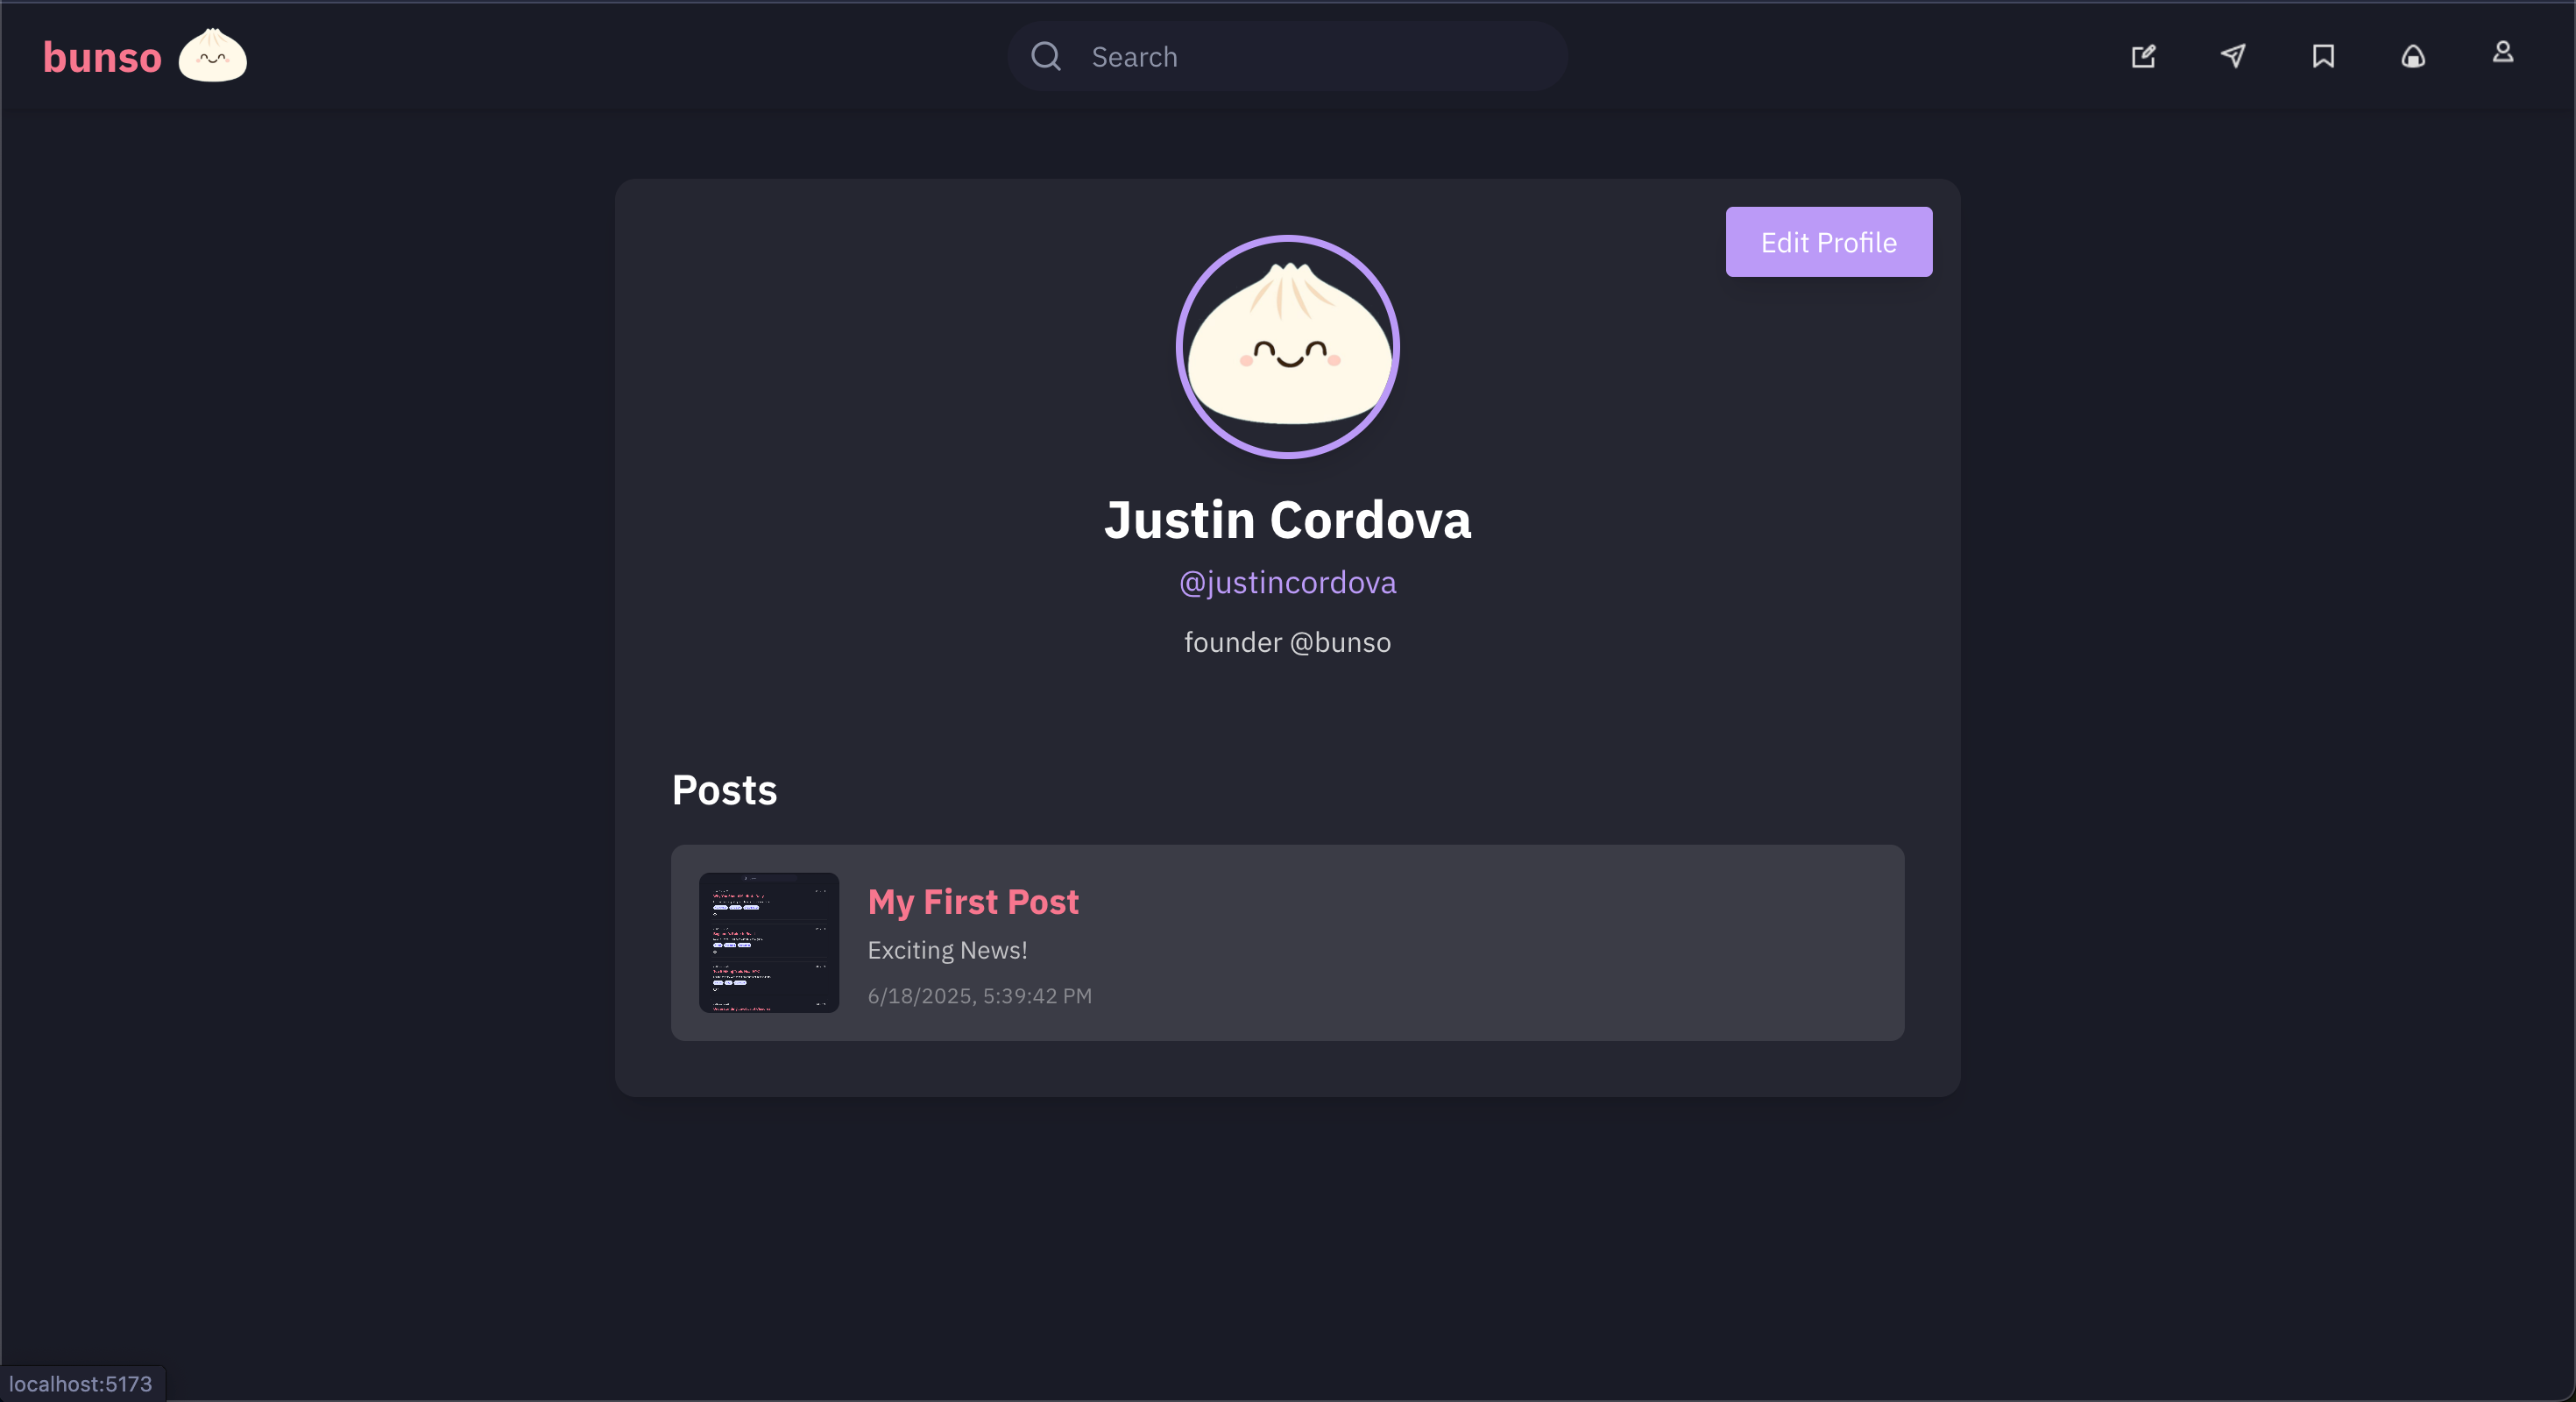 bunso
Search
Edit Profile
Justin Cordova
@justincordova
founder @bunso
Posts
My First Post
Exciting News!
6/18/2025, 5:39:42 PM
localhost:5173